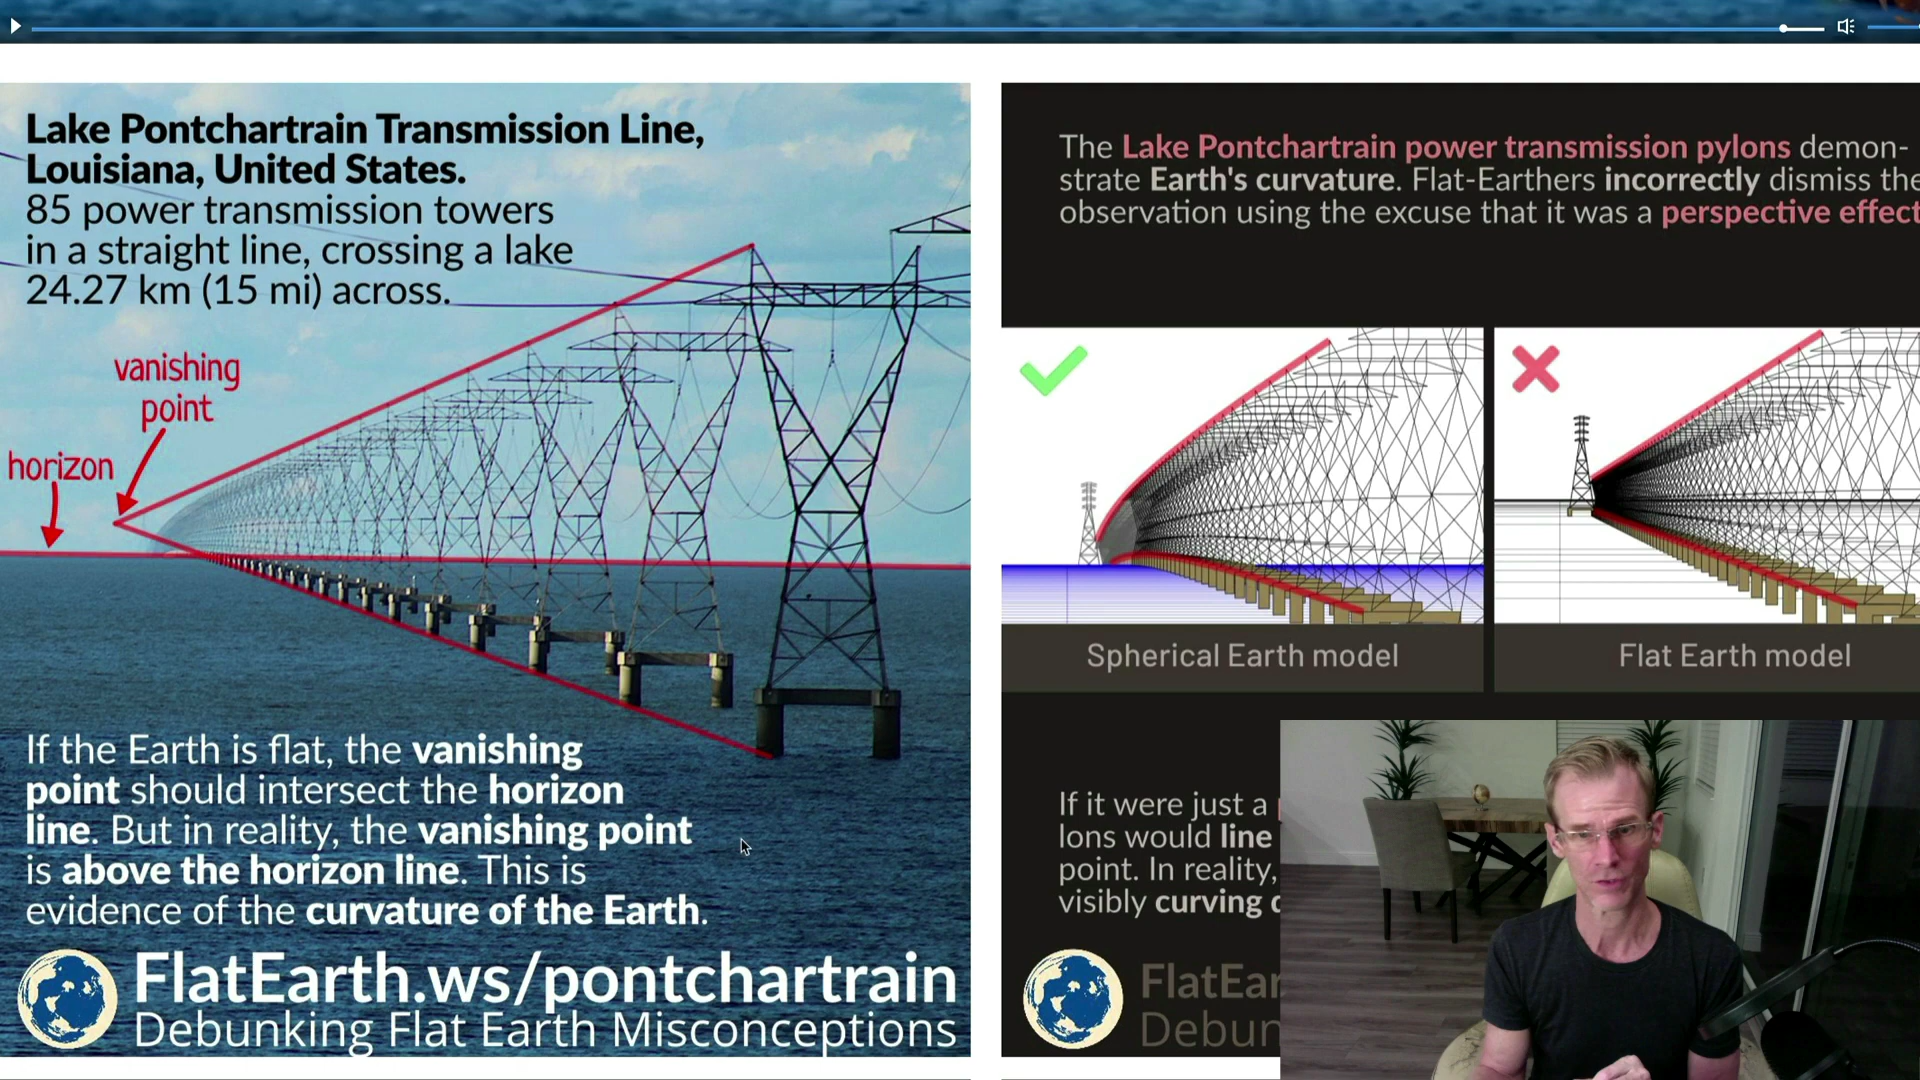 Lake Pontchartrain Transmission Line,
Louisiana, United States.
85 power transmission towers
in a straight line, crossing a lake
24.27 km (15 mi) across.
vanishing
point
horizon
If the Earth is flat, the vanishing
point should intersect the horizon
line. But in reality, the vanishing point
is above the horizon line. This is
evidence of the curvature of the Earth.
FlatEarth.ws/pontchartrain
Debunking Flat Earth Misconceptions
The Lake Pontchartrain power transmission pylons demon-
strate Earth's curvature. Flat-Earthers incorrectly dismiss the
observation using the excuse that it was a perspective effect
Spherical Earth model
Flat Earth model
If it were just a
lons would line
point. In reality,
visibly curving
FlatEar
Debun